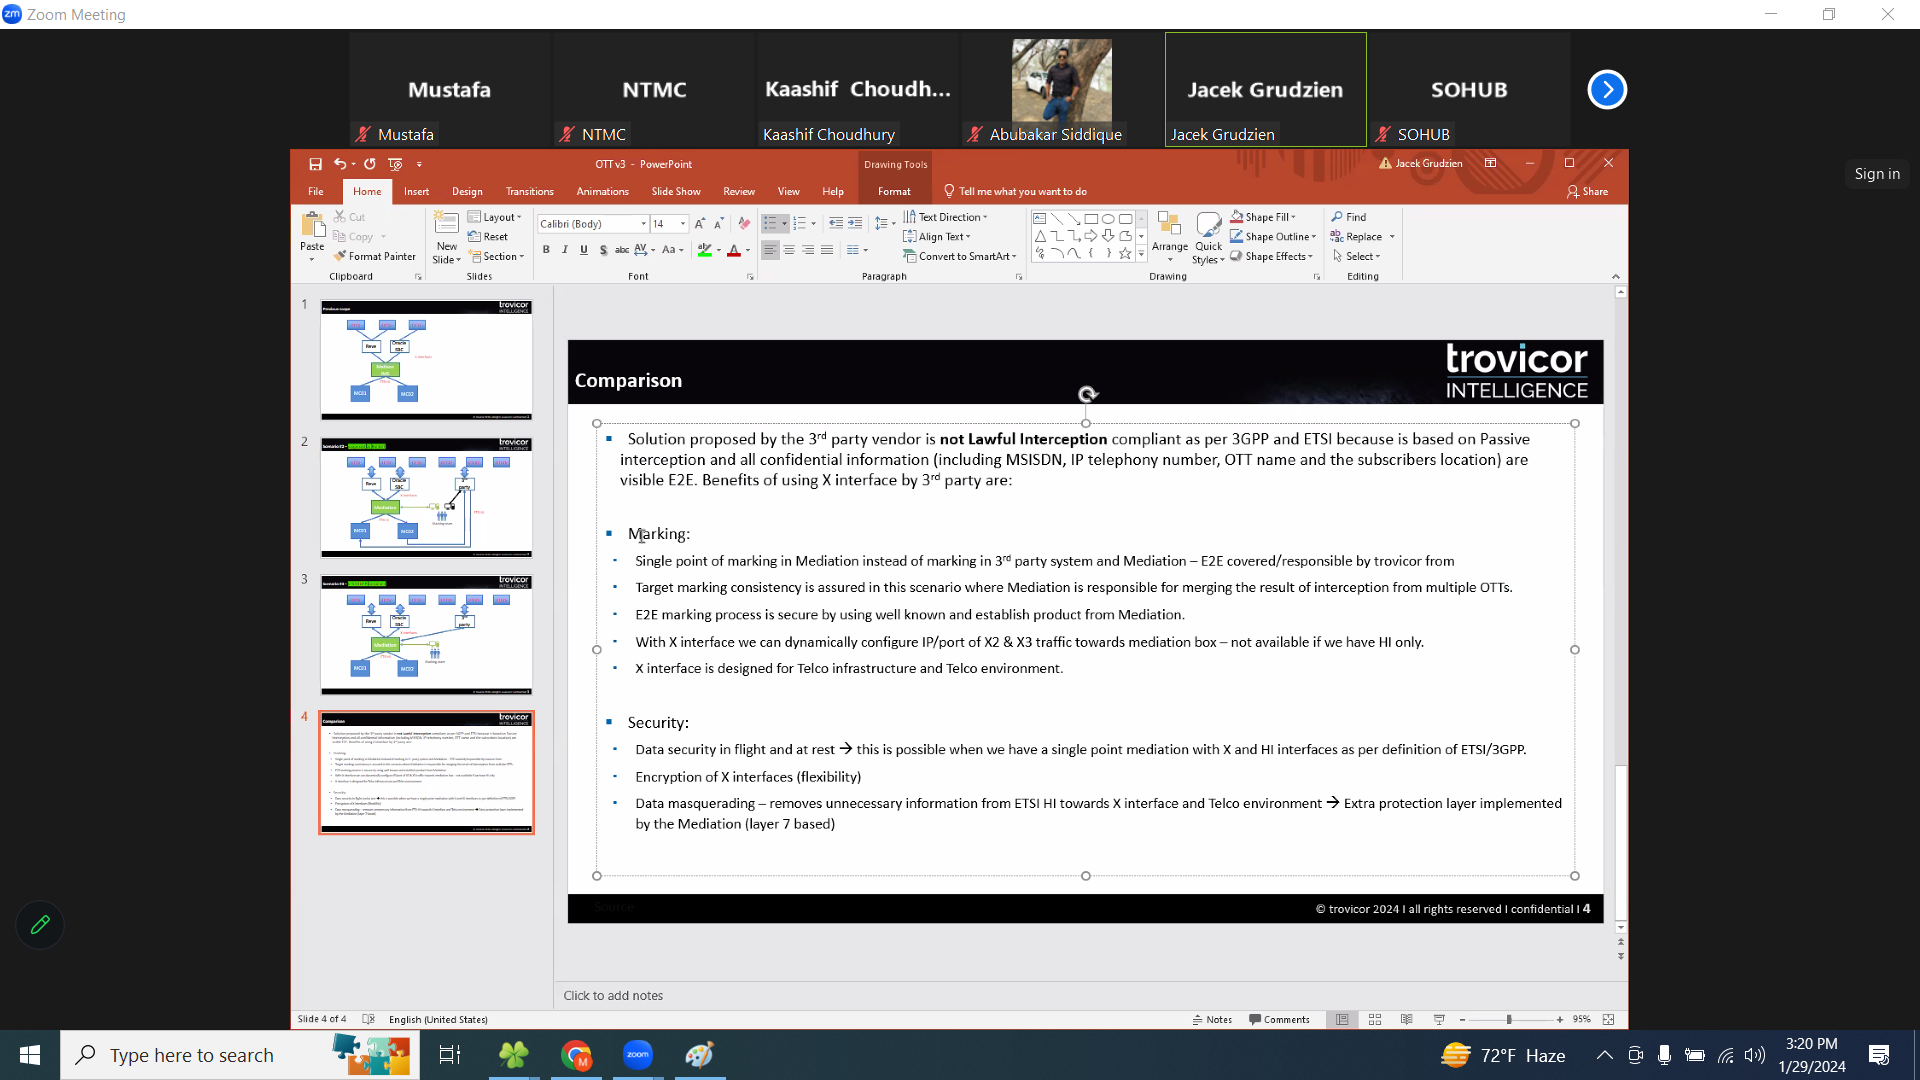 Zoom Meeting
Mustafa
NTMC
Kaashif Choudh...
Jacek Grudzien
SOHUB
Mustafa
NTMC
Kaashif Choudhury
Abubakar Siddique
Jacek Grudzien
SOHUB
Sign in
OTT v3 - PowerPoint
Drawing Tools
Jacek Grudzien
File Home Insert Design Transitions Animations Slide Show Review View Help Format Tell me what you want to do Share
Paste
Cut
Copy
Format Painter
Clipboard
New Slide
Layout
Reset
Section
Slides
Calibri (Body) 14
Font
Text Direction
Align Text
Convert to SmartArt
Paragraph
Arrange
Quick Styles
Shape Fill
Shape Outline
Shape Effects
Drawing
Find
Replace
Select
Editing
1
2
3
4
Comparison
trovicor
INTELLIGENCE
Solution proposed by the 3rd party vendor is not Lawful Interception compliant as per 3GPP and ETSI because is based on Passive
interception and all confidential information (including MSISDN, IP telephony number, OTT name and the subscribers location) are
visible E2E. Benefits of using X interface by 3rd party are:
Marking:
Single point of marking in Mediation instead of marking in 3rd party system and Mediation – E2E covered/responsible by trovicor from
Target marking consistency is assured in this scenario where Mediation is responsible for merging the result of interception from multiple OTTs.
E2E marking process is secure by using well known and establish product from Mediation.
With X interface we can dynamically configure IP/port of X2 & X3 traffic towards mediation box – not available if we have HI only.
X interface is designed for Telco infrastructure and Telco environment.
Security:
Data security in flight and at rest → this is possible when we have a single point mediation with X and HI interfaces as per definition of ETSI/3GPP.
Encryption of X interfaces (flexibility)
Data masquerading – removes unnecessary information from ETSI HI towards X interface and Telco environment → Extra protection layer implemented
by the Mediation (layer 7 based)
Source
© trovicor 2024 I all rights reserved I confidential I 4
Click to add notes
Slide 4 of 4
English (United States)
Notes
Comments
95%
Type here to search
72°F Haze
3:20 PM
1/29/2024